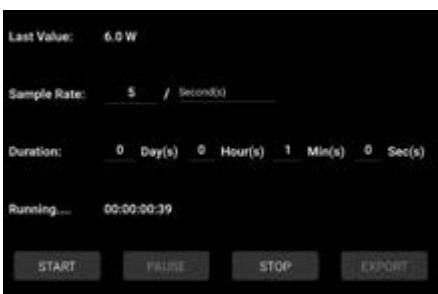 Last Value: 6.0 W
Sample Rate: 5 / Second(s)
Duration: 0 Day(s) 0 Hour(s) 1 Min(s) 0 Sec(s)
Running.... 00:00:00:39
START PAUSE STOP EXPORT